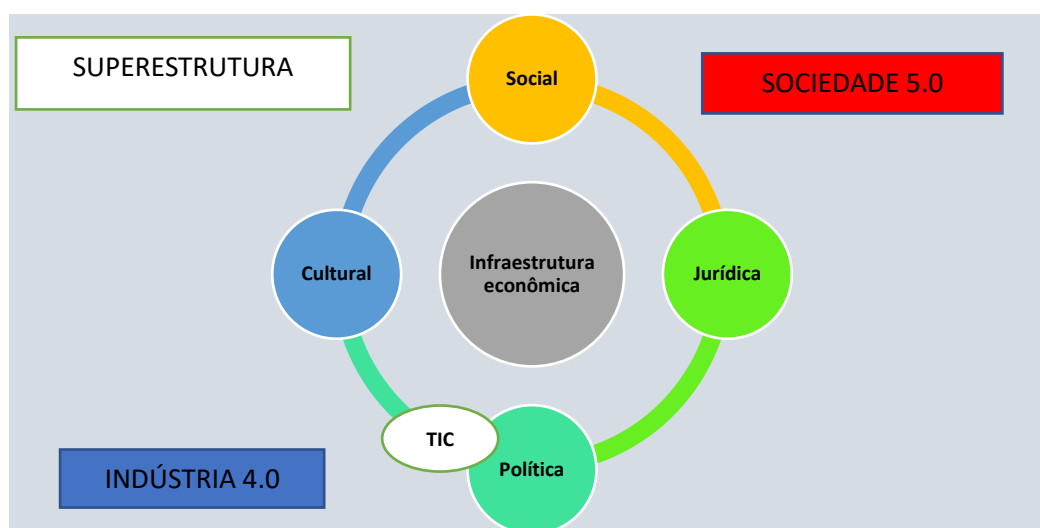 SUPERESTRUTURA
Social
SOCIEDADE 5.0
Cultural
Infraestrutura
econômica
Jurídica
TIC
Política
INDÚSTRIA 4.0